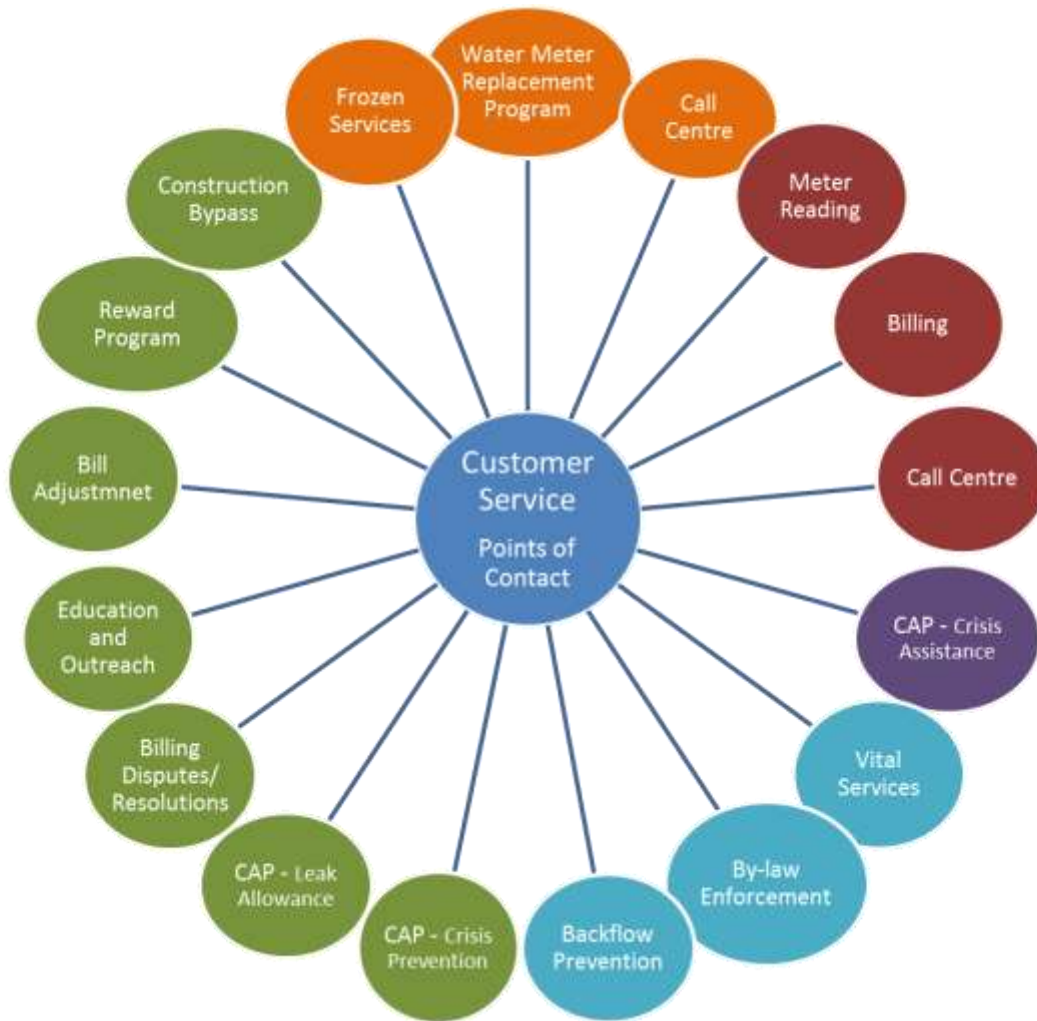 Water Meter
Replacement
Program
Call
Centre
Meter
Reading
Billing
Call Centre
CAP - Crisis
Assistance
Vital
Services
By-law
Enforcement
Backflow
Prevention
CAP - Crisis
Prevention
CAP - Leak
Allowance
Billing
Disputes/
Resolutions
Education
and
Outreach
Bill
Adjustmnet
Reward
Program
Construction
Bypass
Frozen
Services
Customer
Service
Points of
Contact